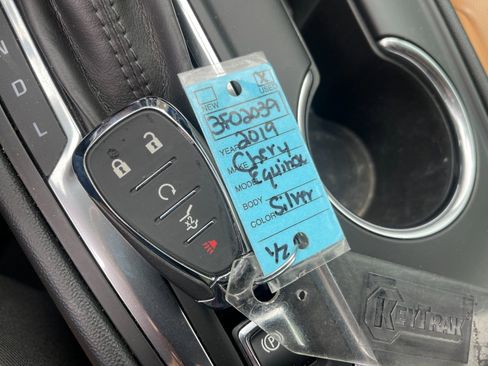 N
D
L
NEW
X
USED
3F02039
YEAR 2019
MAKE Chevy
MODEL Equinox
BODY
COLOR Silver
1/2
P
KEYTRAK